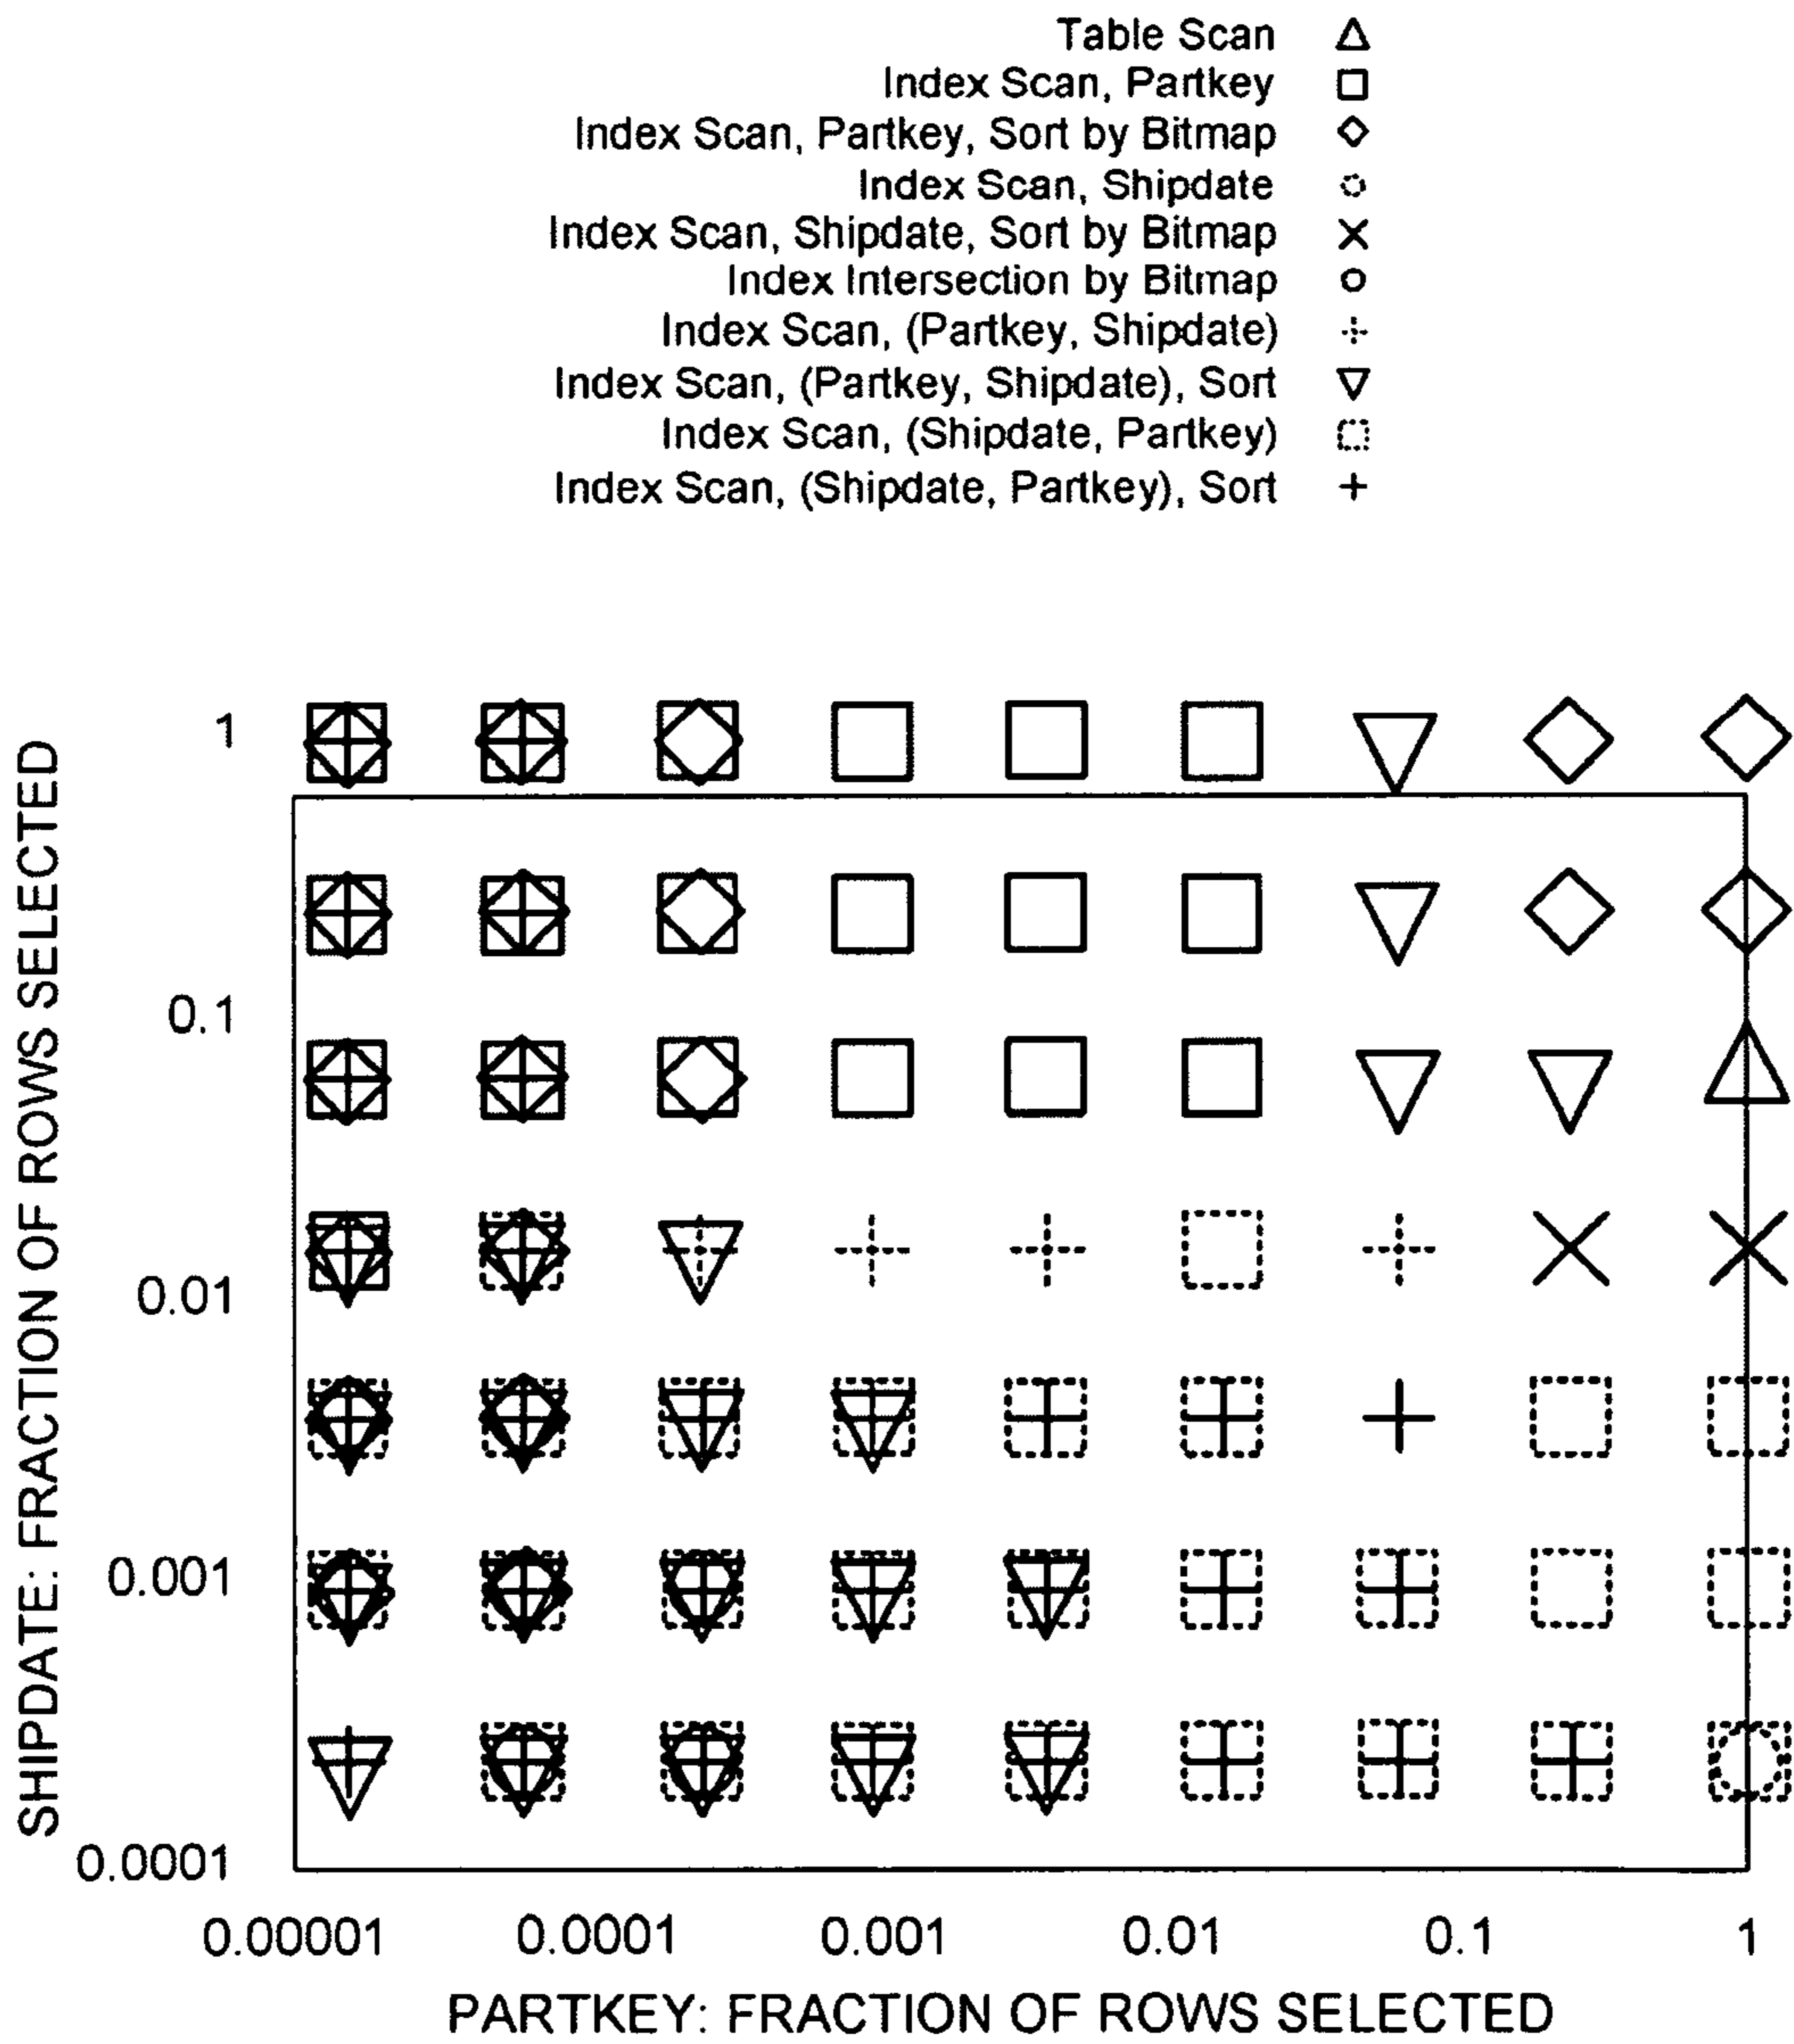 Table Scan
Index Scan, Partkey
Index Scan, Partkey, Sort by Bitmap
Index Scan, Shipdate
Index Scan, Shipdate, Sort by Bitmap
Index Intersection by Bitmap
Index Scan, (Partkey, Shipdate)
Index Scan, (Partkey, Shipdate), Sort
Index Scan, (Shipdate, Partkey)
Index Scan, (Shipdate, Partkey), Sort
SHIPDATE: FRACTION OF ROWS SELECTED
1
0.1
0.01
0.001
0.0001
0.00001 0.0001 0.001 0.01 0.1 1
PARTKEY: FRACTION OF ROWS SELECTED